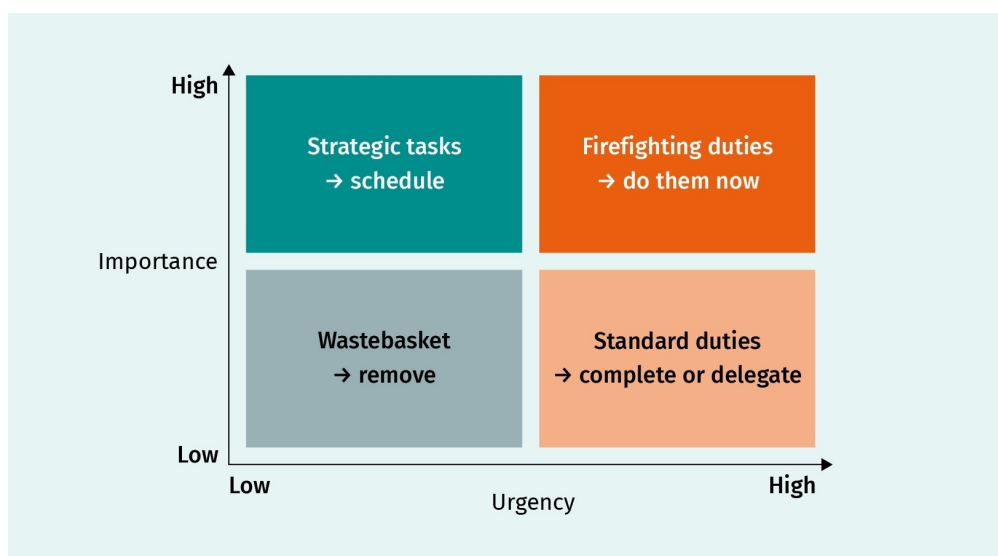 High
Strategic tasks
→ schedule
Firefighting duties
→ do them now
Importance
Wastebasket
→ remove
Standard duties
→ complete or delegate
Low
Low
Urgency
High